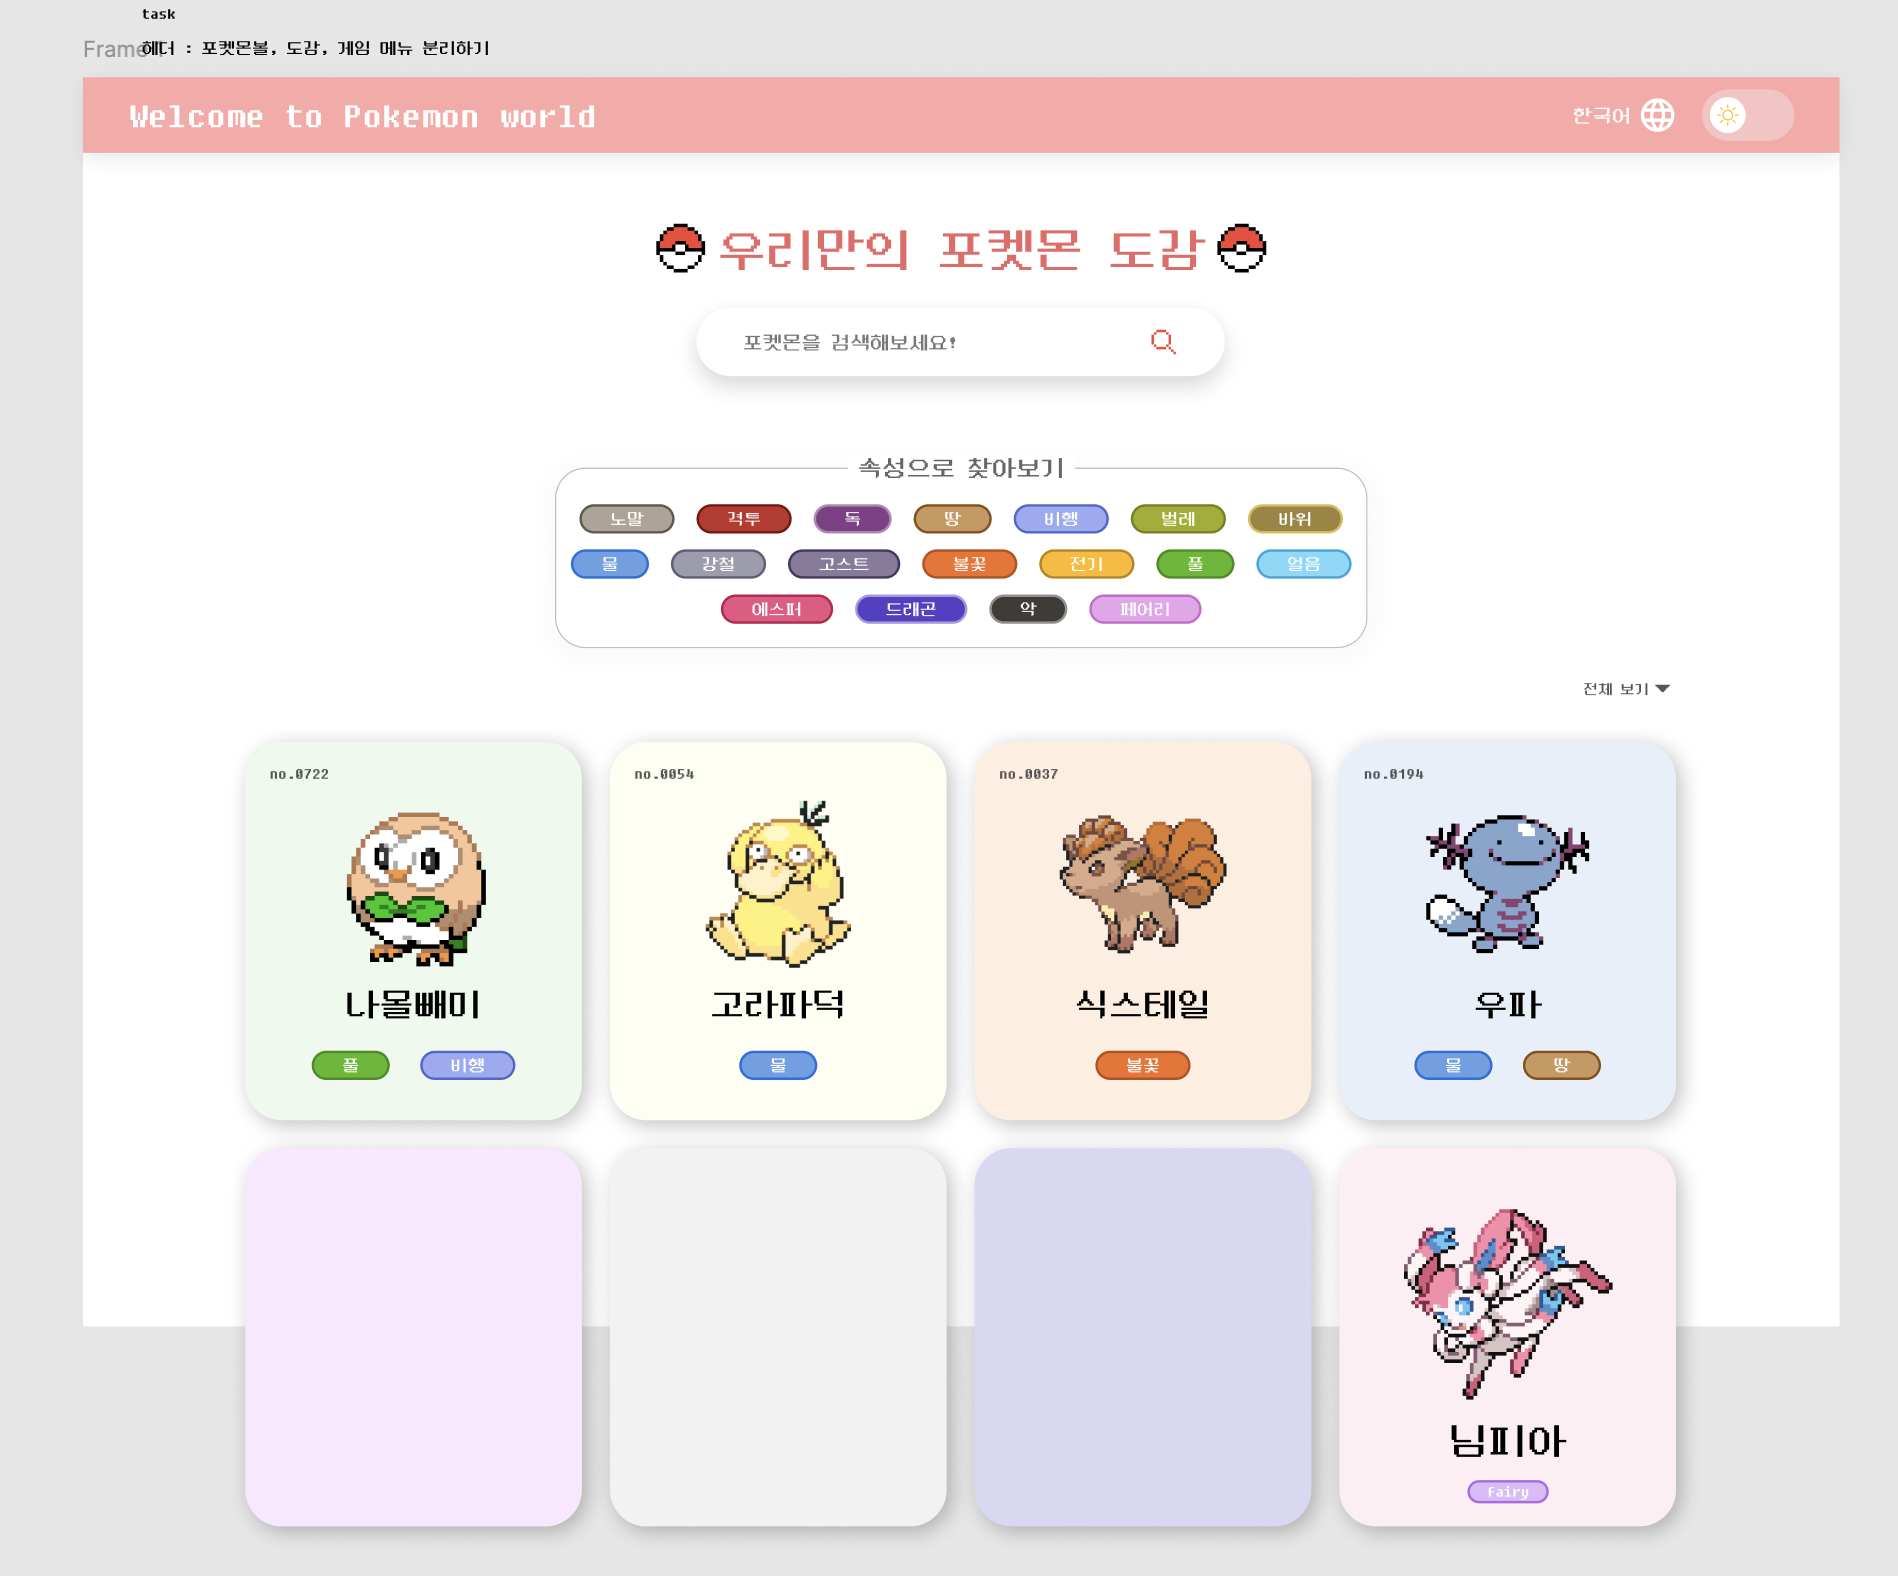 task
Frame
헤더 : 포켓몬볼, 도감, 게임 메뉴 분리하기
Welcome to Pokemon world
한국어
우리만의 포켓몬 도감
포켓몬을 검색해보세요!
속성으로 찾아보기
노말 격투 독 땅 비행 벌레 바위
물 강철 고스트 불꽃 전기 풀 얼음
에스퍼 드래곤 악 페어리
전체 보기
no.0722 no.0054 no.0037 no.0194
나몰빼미 고라파덕 식스테일 우파
풀 비행 물 불꽃 물 땅
님피아
Fairy